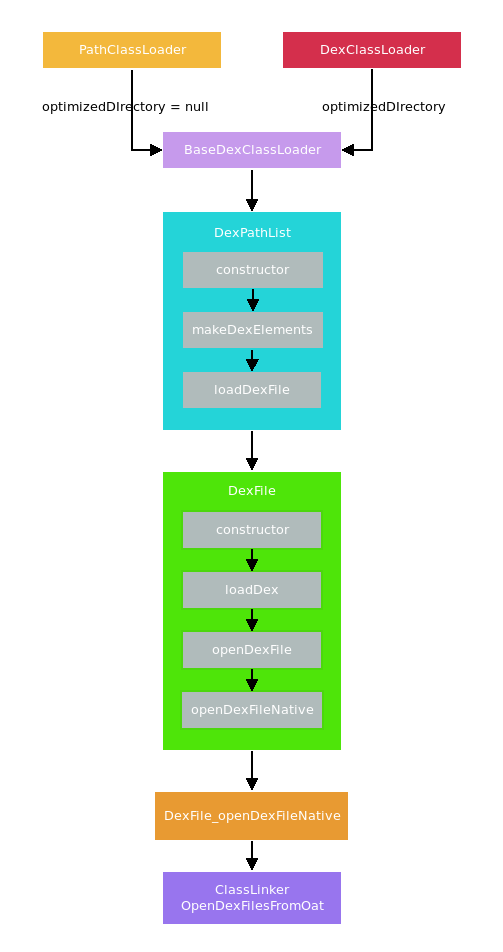 PathClassLoader
DexClassLoader
optimizedDIrectory = null
optimizedDIrectory
BaseDexClassLoader
DexPathList
constructor
makeDexElements
loadDexFile
DexFile
constructor
loadDex
openDexFile
openDexFileNative
DexFile_openDexFileNative
ClassLinker
OpenDexFilesFromOat